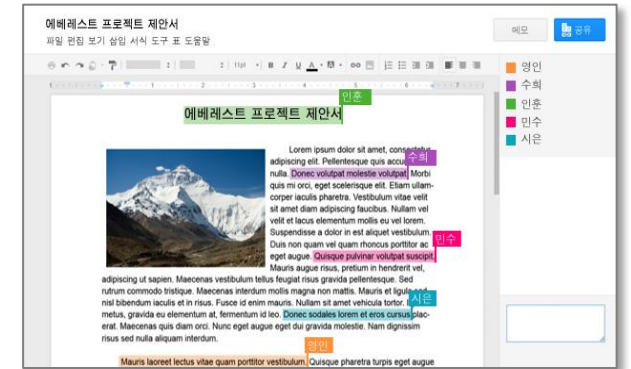 에베레스트 프로젝트 제안서
파일 편집 보기 삽입 서식 도구 표 도움말
메모
공유
11pt
B I U A
영인
수희
인훈
민수
시은
인훈
에베레스트 프로젝트 제안서
Lorem ipsum dolor sit amet, consectetur
수희
adipiscing elit. Pellentesque quis accu
nulla. Donec volutpat molestie volutpat. Morbi
quis mi orci, eget scelerisque elit. Etiam ullam-
corper iaculis pharetra. Vestibulum vitae velit
sit amet diam adipiscing faucibus. Nullam vel
velit et lacus elementum mollis eu vel lorem.
Suspendisse a dolor in est aliquet vestibulum.
민수
Duis non quam vel quam rhoncus porttitor ac
eget augue. Quisque pulvinar volutpat suscipit.
Mauris augue risus, pretium in hendrerit vel,
adipiscing ut sapien. Maecenas vestibulum tellus feugiat risus gravida pellentesque. Sed
rutrum commodo tristique. Maecenas interdum mollis magna non mattis. Mauris et ligula sed
시은
nisl bibendum iaculis et in risus. Fusce id enim mauris. Nullam sit amet vehicula tortor.
metus, gravida eu elementum at, fermentum id leo. Donec sodales lorem et eros cursus plac-
erat. Maecenas quis diam orci. Nunc eget augue eget dui gravida molestie. Nam dignissim
risus sed nulla aliquam interdum.
영인
Mauris laoreet lectus vitae quam porttitor vestibulum. Quisque pharetra turpis eget augue